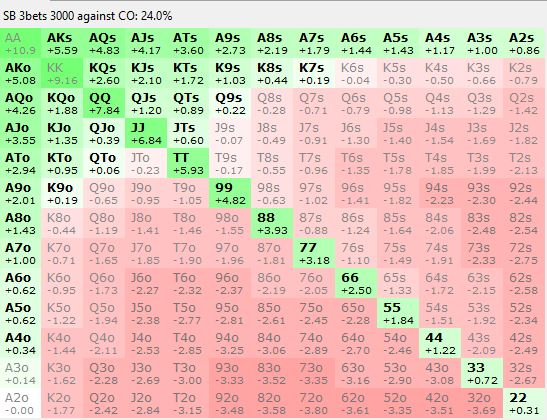 SB 3bets 3000 against CO: 24.0%
AA AKs AQs AJs ATs A9s A8s A7s A6s A5s A4s A3s A2s
+10.9 +5.59 +4.83 +4.17 +3.60 +2.73 +2.19 +1.79 +1.44 +1.43 +1.17 +1.00 +0.86
AKo KK KQs KJs KTs K9s K8s K7s K6s K5s K4s K3s K2s
+5.08 +9.16 +2.60 +2.10 +1.72 +1.03 +0.44 +0.19 -0.04 -0.30 -0.50 -0.66 -0.79
AQo KQo QQ QJs QTs Q9s Q8s Q7s Q6s Q5s Q4s Q3s Q2s
+4.26 +1.88 +7.84 +1.20 +0.89 +0.22 -0.28 -0.71 -0.79 -0.98 -1.13 -1.29 -1.42
AJo KJo QJo JJ JTs J9s J8s J7s J6s J5s J4s J3s J2s
+3.55 +1.35 +0.39 +6.84 +0.60 -0.07 -0.49 -0.91 -1.30 -1.40 -1.54 -1.69 -1.82
ATo KTo QTo JTo TT T9s T8s T7s T6s T5s T4s T3s T2s
+2.94 +0.95 +0.06 -0.23 +5.93 -0.17 -0.55 -0.96 -1.35 -1.78 -1.85 -1.99 -2.13
A9o K9o Q9o J9o T9o 99 98s 97s 96s 95s 94s 93s 92s
+2.01 +0.19 -0.65 -0.95 -1.05 +4.82 -0.63 -1.02 -1.41 -1.82 -2.23 -2.30 -2.44
A8o K8o Q8o J8o T8o 98o 88 87s 86s 85s 84s 83s 82s
+1.43 -0.44 -1.19 -1.41 -1.46 -1.55 +3.93 -0.88 -1.24 -1.64 -2.06 -2.48 -2.54
A7o K7o Q7o J7o T7o 97o 87o 77 76s 75s 74s 73s 72s
+1.00 -0.71 -1.65 -1.85 -1.90 -1.96 -1.81 +3.18 -1.10 -1.49 -1.91 -2.33 -2.75
A6o K6o Q6o J6o T6o 96o 86o 76o 66 65s 64s 63s 62s
+0.62 -0.95 -1.73 -2.27 -2.32 -2.37 -2.19 -2.05 +2.50 -1.33 -1.72 -2.15 -2.58
A5o K5o Q5o J5o T5o 95o 85o 75o 65o 55 54s 53s 52s
+0.62 -1.22 -1.94 -2.38 -2.77 -2.81 -2.61 -2.45 -2.28 +1.84 -1.51 -1.92 -2.34
A4o K4o Q4o J4o T4o 94o 84o 74o 64o 54o 44 43s 42s
+0.34 -1.44 -2.11 -2.53 -2.85 -3.25 -3.06 -2.89 -2.70 -2.46 +1.22 -2.09 -2.49
A3o K3o Q3o J3o T3o 93o 83o 73o 63o 53o 43o 33 32s
+0.14 -1.62 -2.28 -2.69 -3.00 -3.33 -3.52 -3.35 -3.16 -2.90 -3.08 +0.72 -2.67
A2o K2o Q2o J2o T2o 92o 82o 72o 62o 52o 42o 32o 22
-0.00 -1.77 -2.42 -2.84 -3.15 -3.48 -3.58 -3.80 -3.61 -3.35 -3.51 -3.69 +0.31